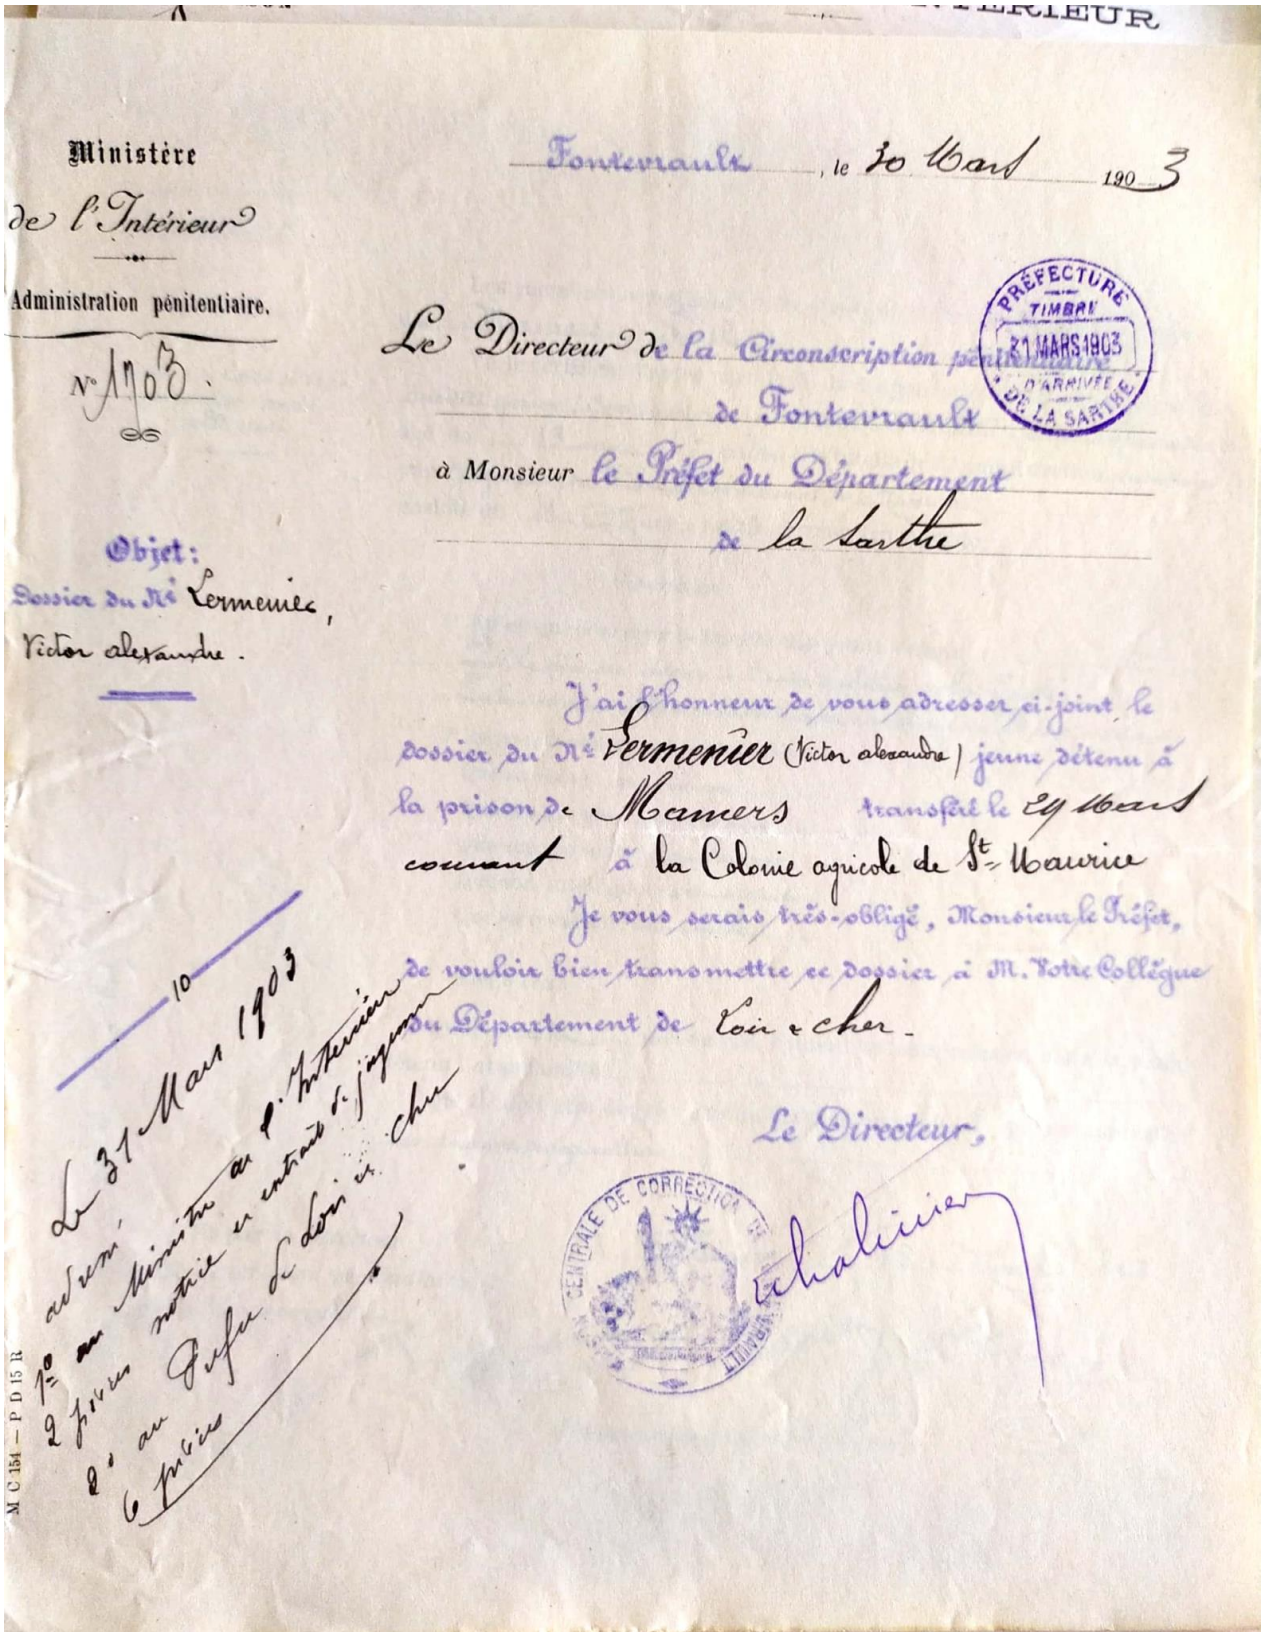 NTÉRIEUR
Ministère
de l'Intérieur
Administration pénitentiaire.
N° 1703.
Fontevrault, le 30 Mars 1903
PRÉFECTURE
TIMBRE
31 MARS 1903
D'ARRIVÉE
DE LA SARTHE
Le Directeur de la Circonscription pénitentiaire
de Fontevrault
à Monsieur le Préfet du Département
de la Sarthe
Objet:
Dossier du Né Lermenier,
Victor alexandre.
J'ai l'honneur de vous adresser, ci-joint, le
dossier du Né Lermenier (Victor alexandre) jeune détenu à
la prison de Mamers transféré le 29 Mars
courant à la Colonie agricole de St Maurice
Je vous serais très-obligé, Monsieur le Préfet,
de vouloir bien transmettre ce dossier à M. Votre Collègue
du Département de Loir & cher.
Le Directeur,
CENTRALE DE CORRECTION
10
Le 31 Mars 1903
adressé,
1° au Ministre de l'Intérieur
2 pièces notice et extrait de jugement
2° au Préfet de Loir et cher
6 pièces
M C 154 — P D 15 R